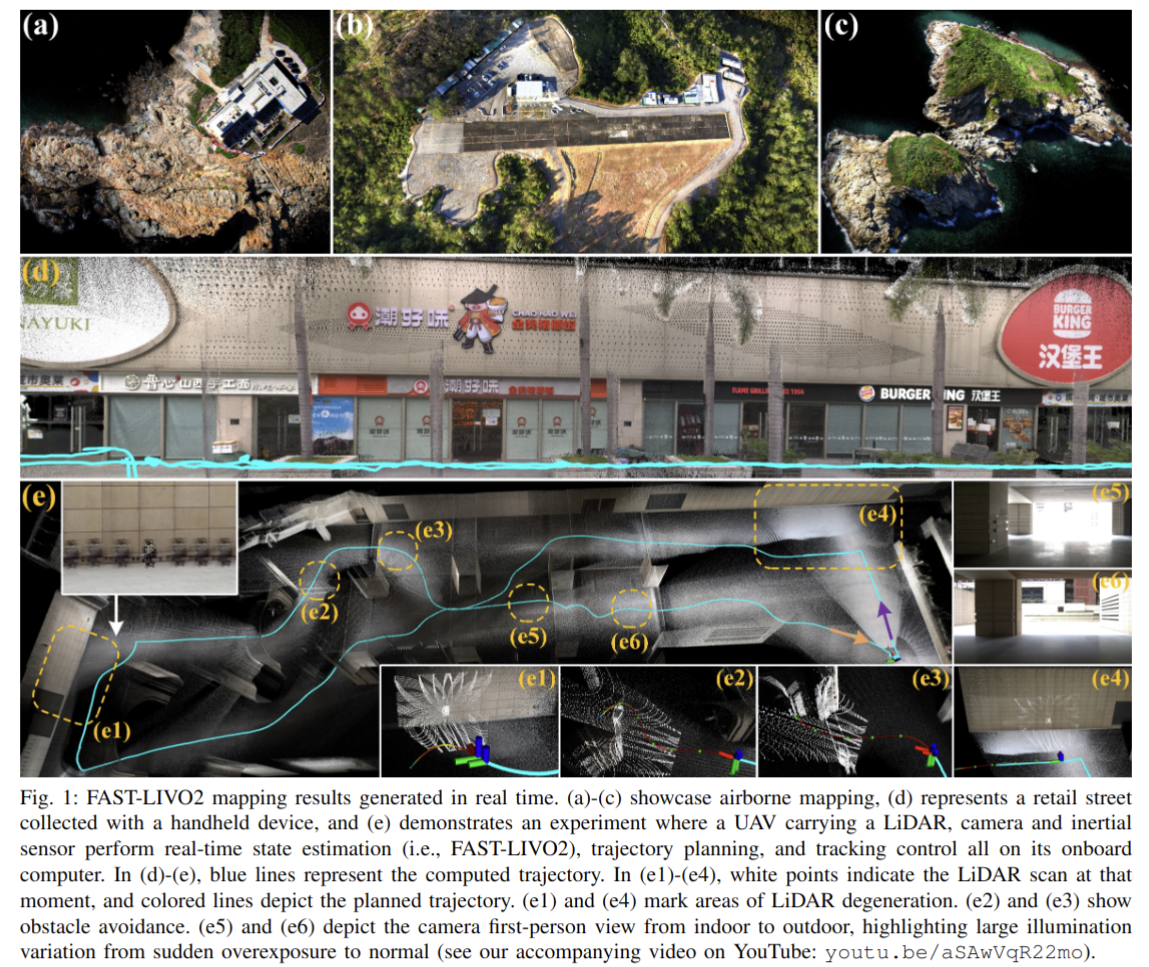 (a)
(b)
(c)
(d)
NAYUKI
潮好味
CHAO HAO WEI
BURGER
KING
汉堡王
潮好味
FLAME GRILLING SINCE 1954
BURGER KING 汉堡王
(e)
(e3)
(e4)
(e5)
(e2)
(e5)
(e6)
(e6)
(e1)
(e1)
(e2)
(e3)
(e4)
Fig. 1: FAST-LIVO2 mapping results generated in real time. (a)-(c) showcase airborne mapping, (d) represents a retail street
collected with a handheld device, and (e) demonstrates an experiment where a UAV carrying a LiDAR, camera and inertial
sensor perform real-time state estimation (i.e., FAST-LIVO2), trajectory planning, and tracking control all on its onboard
computer. In (d)-(e), blue lines represent the computed trajectory. In (e1)-(e4), white points indicate the LiDAR scan at that
moment, and colored lines depict the planned trajectory. (e1) and (e4) mark areas of LiDAR degeneration. (e2) and (e3) show
obstacle avoidance. (e5) and (e6) depict the camera first-person view from indoor to outdoor, highlighting large illumination
variation from sudden overexposure to normal (see our accompanying video on YouTube: youtu.be/aSAwVqR22mo).